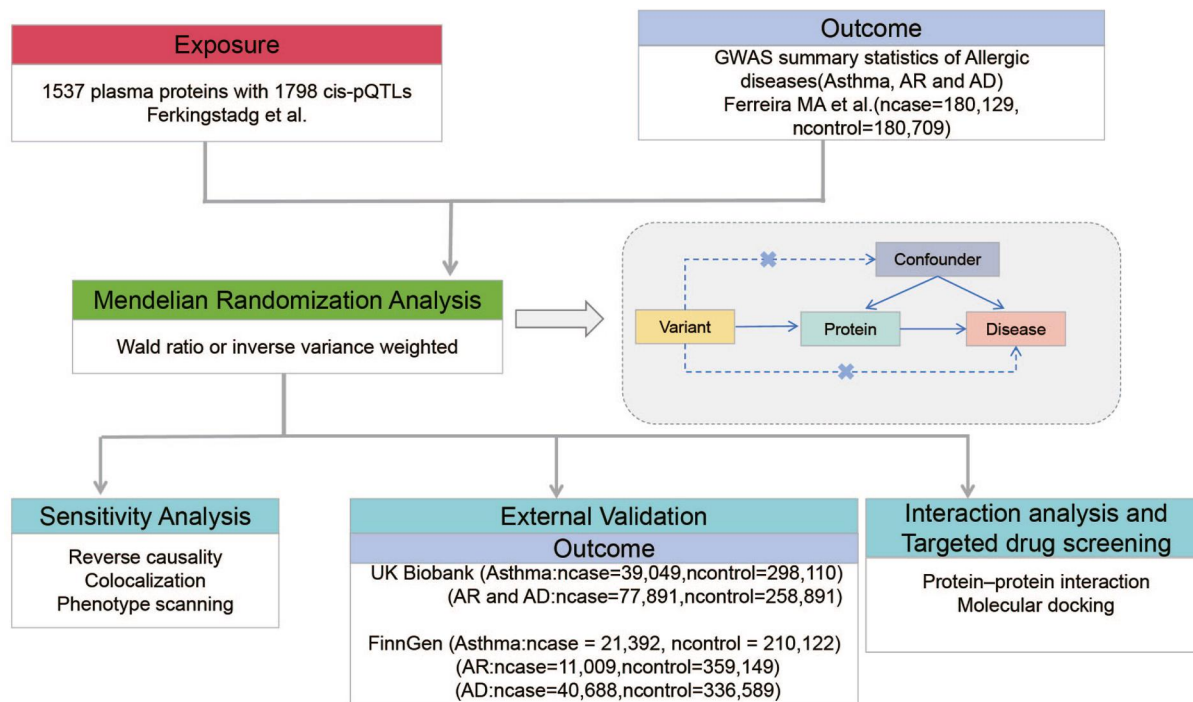 Exposure
1537 plasma proteins with 1798 cis-pQTLs
Ferkingstadg et al.
Outcome
GWAS summary statistics of Allergic
diseases(Asthma, AR and AD)
Ferreira MA et al.(ncase=180,129,
ncontrol=180,709)
Mendelian Randomization Analysis
Wald ratio or inverse variance weighted
Confounder
Variant
Protein
Disease
Sensitivity Analysis
Reverse causality
Colocalization
Phenotype scanning
External Validation
Outcome
UK Biobank (Asthma:ncase=39,049,ncontrol=298,110)
(AR and AD:ncase=77,891,ncontrol=258,891)
FinnGen (Asthma:ncase = 21,392, ncontrol = 210,122)
(AR:ncase=11,009,ncontrol=359,149)
(AD:ncase=40,688,ncontrol=336,589)
Interaction analysis and
Targeted drug screening
Protein–protein interaction
Molecular docking